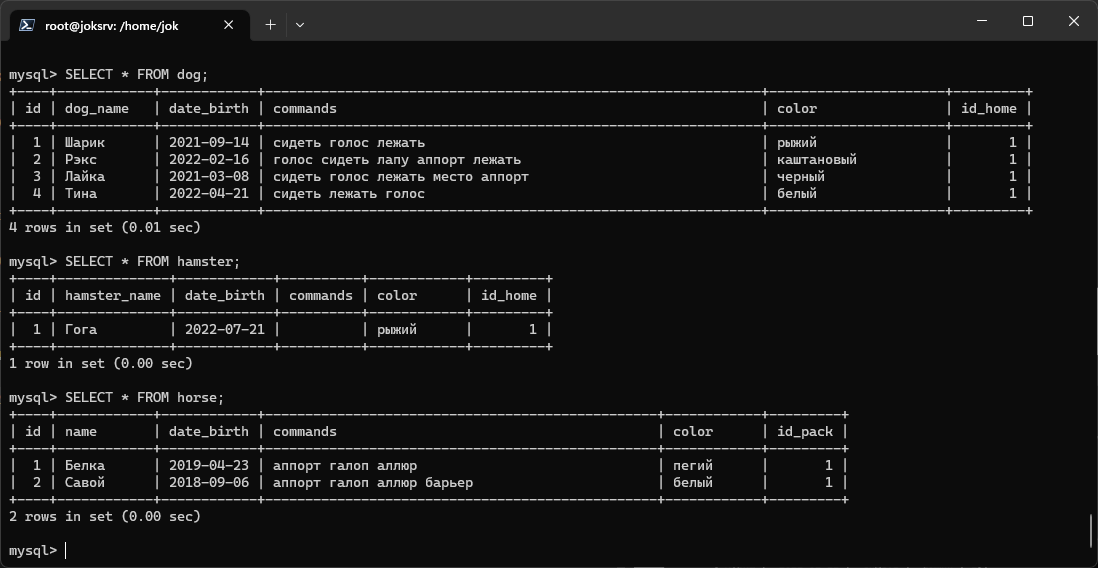 root@joksrv: /home/jok
mysql> SELECT * FROM dog;
+----+------------+------------+--------------------------------------------------------------+----------------------+---------+
| id | dog_name   | date_birth | commands                                                     | color                | id_home |
+----+------------+------------+--------------------------------------------------------------+----------------------+---------+
|  1 | Шарик      | 2021-09-14 | сидеть голос лежать                                          | рыжий                |       1 |
|  2 | Рэкс       | 2022-02-16 | голос сидеть лапу аппорт лежать                              | каштановый           |       1 |
|  3 | Лайка      | 2021-03-08 | сидеть голос лежать место аппорт                             | черный               |       1 |
|  4 | Тина       | 2022-04-21 | сидеть лежать голос                                          | белый                |       1 |
+----+------------+------------+--------------------------------------------------------------+----------------------+---------+
4 rows in set (0.01 sec)
mysql> SELECT * FROM hamster;
+----+--------------+------------+----------+------------+---------+
| id | hamster_name | date_birth | commands | color      | id_home |
+----+--------------+------------+----------+------------+---------+
|  1 | Гога         | 2022-07-21 |          | рыжий      |       1 |
+----+--------------+------------+----------+------------+---------+
1 row in set (0.00 sec)
mysql> SELECT * FROM horse;
+----+------------+------------+-------------------------------------------------+------------+---------+
| id | name       | date_birth | commands                                        | color      | id_pack |
+----+------------+------------+-------------------------------------------------+------------+---------+
|  1 | Белка      | 2019-04-23 | аппорт галоп аллюр                              | пегий      |       1 |
|  2 | Савой      | 2018-09-06 | аппорт галоп аллюр барьер                       | белый      |       1 |
+----+------------+------------+-------------------------------------------------+------------+---------+
2 rows in set (0.00 sec)
mysql>